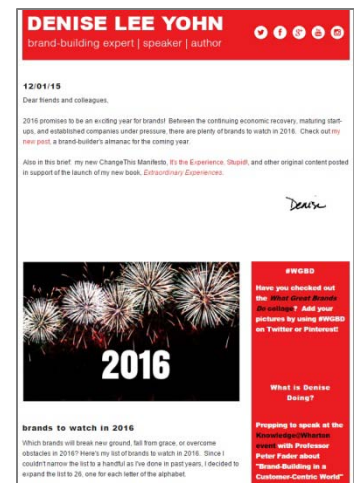 DENISE LEE YOHN
brand-building expert | speaker | author
12/01/15
Dear friends and colleagues,
2016 promises to be an exciting year for brands! Between the continuing economic recovery, maturing start-
ups, and established companies under pressure, there are plenty of brands to watch in 2016. Check out my
new post, a brand-builder's almanac for the coming year.
Also in this brief: my new ChangeThis Manifesto, It's the Experience, Stupid!, and other original content posted
in support of the launch of my new book, Extraordinary Experiences.
Denise
2016
brands to watch in 2016
Which brands will break new ground, fall from grace, or overcome
obstacles in 2016? Here's my list of brands to watch in 2016. Since I
couldn't narrow the list to a handful as I've done in past years, I decided to
expand the list to 26, one for each letter of the alphabet.
#WGBD
Have you checked out
the What Great Brands
Do collage? Add your
pictures by using #WGBD
on Twitter or Pinterest!
What is Denise
Doing?
Prepping to speak at the
Knowledge@Wharton
event with Professor
Peter Fader about
"Brand-Building in a
Customer-Centric World"